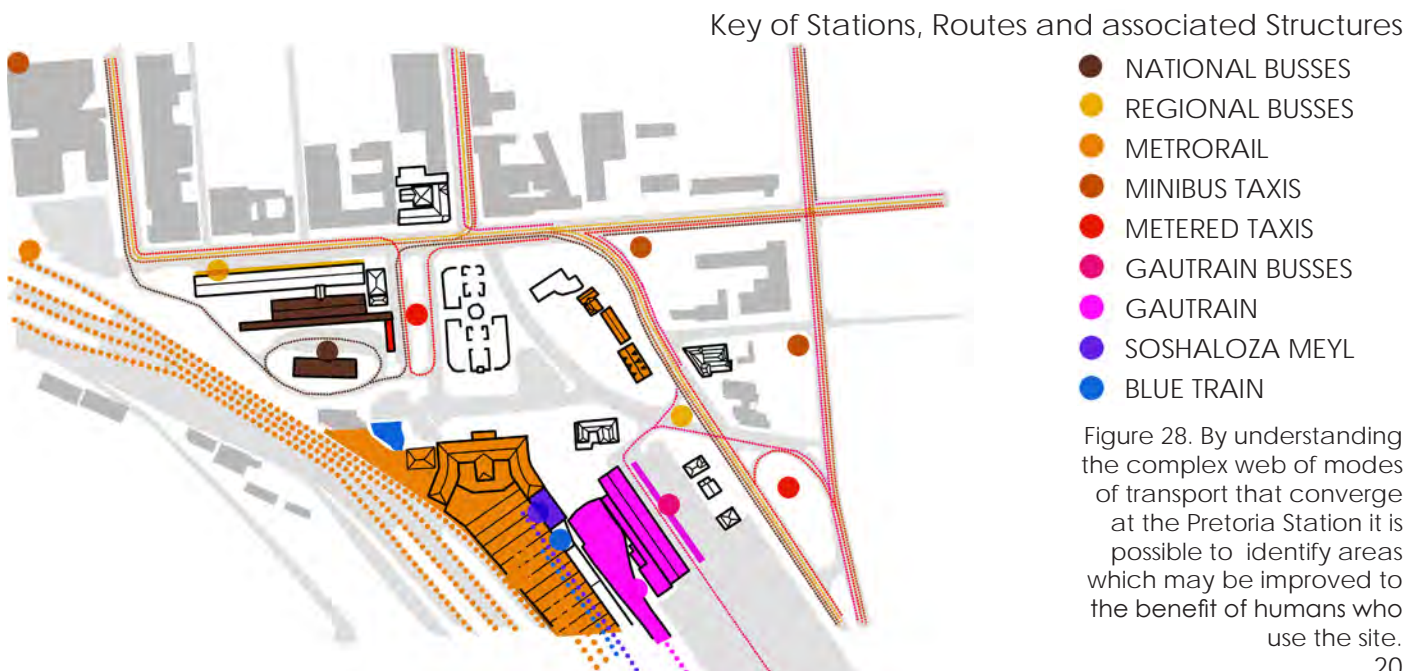 Key of Stations, Routes and associated Structures
NATIONAL BUSSES
REGIONAL BUSSES
METRORAIL
MINIBUS TAXIS
METERED TAXIS
GAUTRAIN BUSSES
GAUTRAIN
SOSHALOZA MEYL
BLUE TRAIN
Figure 28. By understanding
the complex web of modes
of transport that converge
at the Pretoria Station it is
possible to identify areas
which may be improved to
the benefit of humans who
use the site.
20